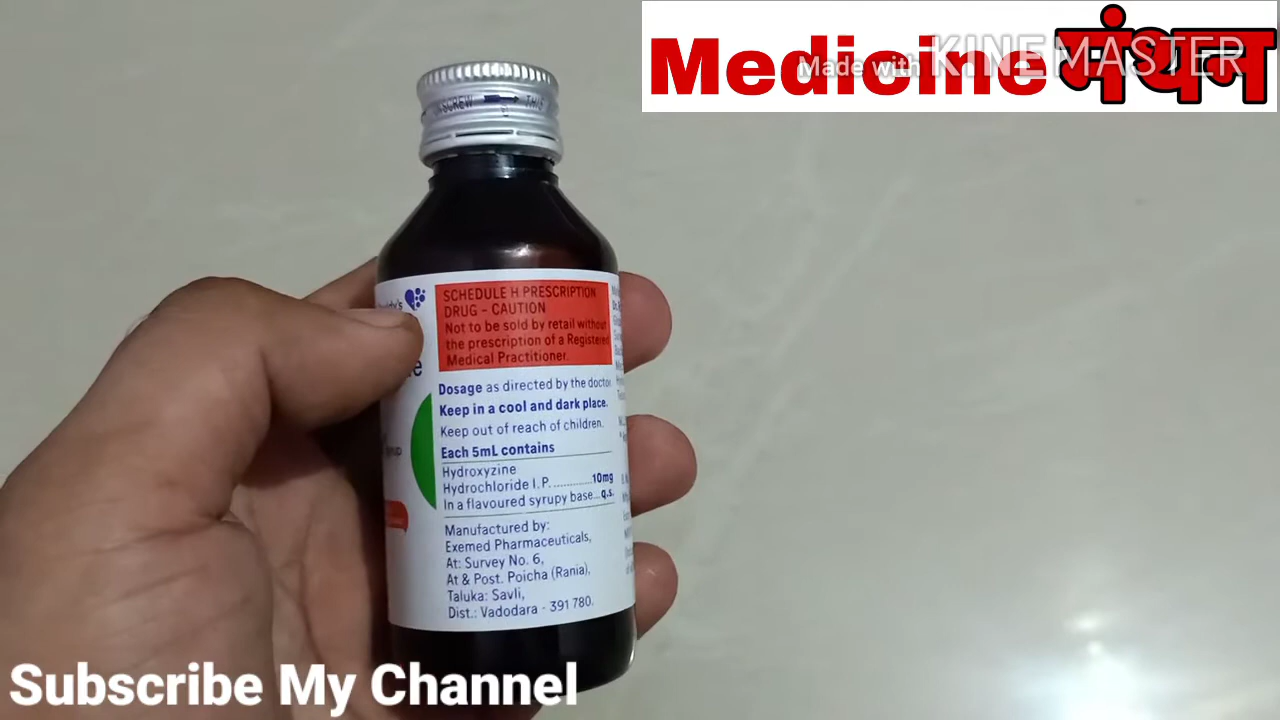 Medicine मंथन
Made with KINEMASTER
SCHEDULE H PRESCRIPTION
DRUG - CAUTION
Not to be sold by retail without
the prescription of a Registered
Medical Practitioner.
Dosage as directed by the doctor.
Keep in a cool and dark place.
Keep out of reach of children.
Each 5mL contains
Hydroxyzine
Hydrochloride I.P. ............ 10mg
In a flavoured syrupy base...q.s.
Manufactured by:
Exemed Pharmaceuticals,
At: Survey No. 6,
At & Post. Poicha (Rania),
Taluka: Savli,
Dist.: Vadodara - 391 780.
Subscribe My Channel